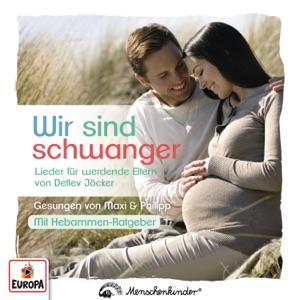 Wir sind
schwanger
Lieder für werdende Eltern
von Detlev Jöcker
Gesungen von Maxi & Philipp
Mit Hebammen-Ratgeber
EUROPA
Menschenkinder®